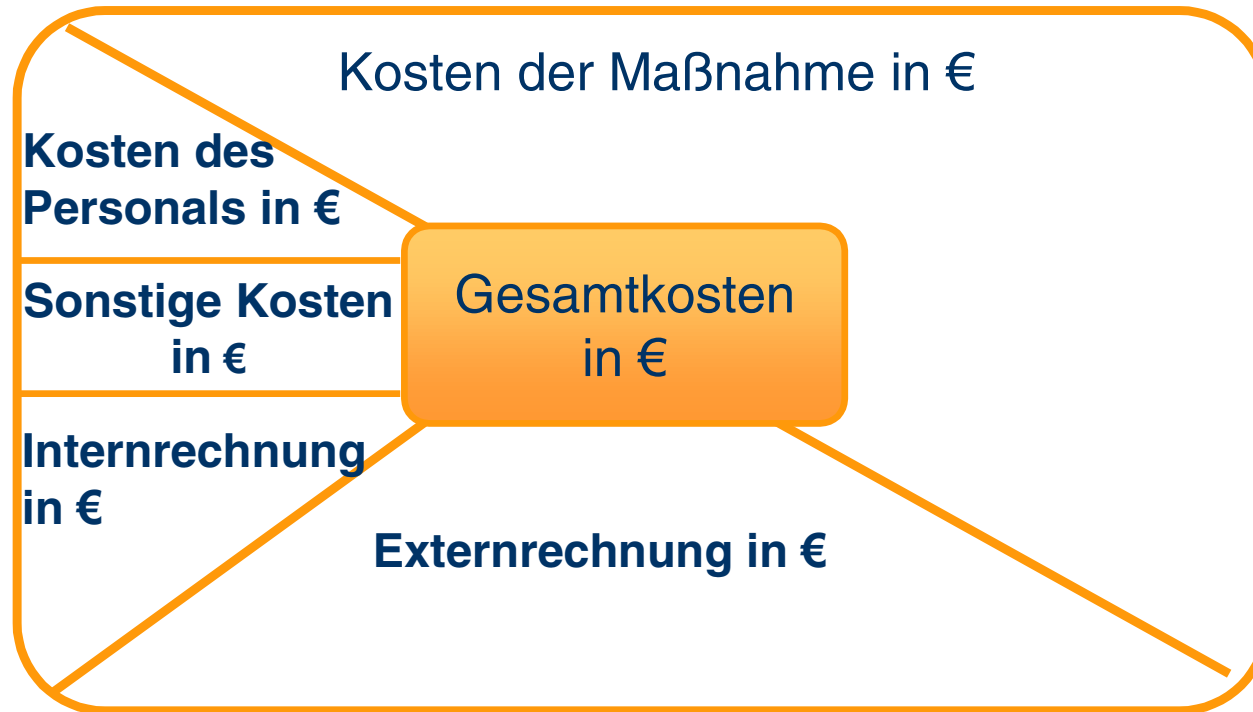 Kosten der Maßnahme in €
Kosten des
Personals in €
Sonstige Kosten
in €
Gesamtkosten
in €
Internrechnung
in €
Externrechnung in €